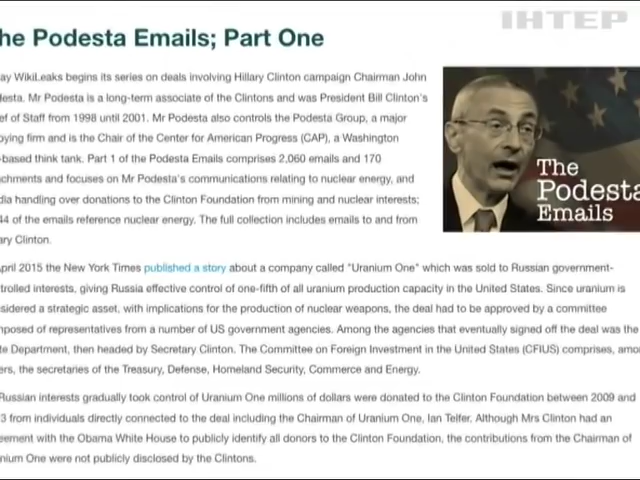 ІНТЕР
he Podesta Emails; Part One
ay WikiLeaks begins its series on deals involving Hillary Clinton campaign Chairman John
lesta. Mr Podesta is a long-term associate of the Clintons and was President Bill Clinton's
ef of Staff from 1998 until 2001. Mr Podesta also controls the Podesta Group, a major
oying firm and is the Chair of the Center for American Progress (CAP), a Washington
-based think tank. Part 1 of the Podesta Emails comprises 2,060 emails and 170
chments and focuses on Mr Podesta's communications relating to nuclear energy, and
dia handling over donations to the Clinton Foundation from mining and nuclear interests;
44 of the emails reference nuclear energy. The full collection includes emails to and from
ary Clinton.
The
Podesta
Emails
April 2015 the New York Times published a story about a company called "Uranium One" which was sold to Russian government-
trolled interests, giving Russia effective control of one-fifth of all uranium production capacity in the United States. Since uranium is
sidered a strategic asset, with implications for the production of nuclear weapons, the deal had to be approved by a committee
nposed of representatives from a number of US government agencies. Among the agencies that eventually signed off the deal was the
te Department, then headed by Secretary Clinton. The Committee on Foreign Investment in the United States (CFIUS) comprises, amo
ers, the secretaries of the Treasury, Defense, Homeland Security, Commerce and Energy.
Russian interests gradually took control of Uranium One millions of dollars were donated to the Clinton Foundation between 2009 and
3 from individuals directly connected to the deal including the Chairman of Uranium One, Ian Telfer. Although Mrs Clinton had an
eement with the Obama White House to publicly identify all donors to the Clinton Foundation, the contributions from the Chairman of
nium One were not publicly disclosed by the Clintons.